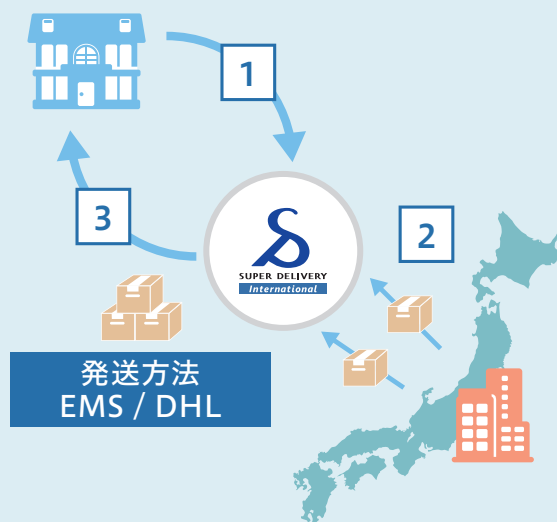 1
3
2
SUPER DELIVERY
International
発送方法
EMS / DHL